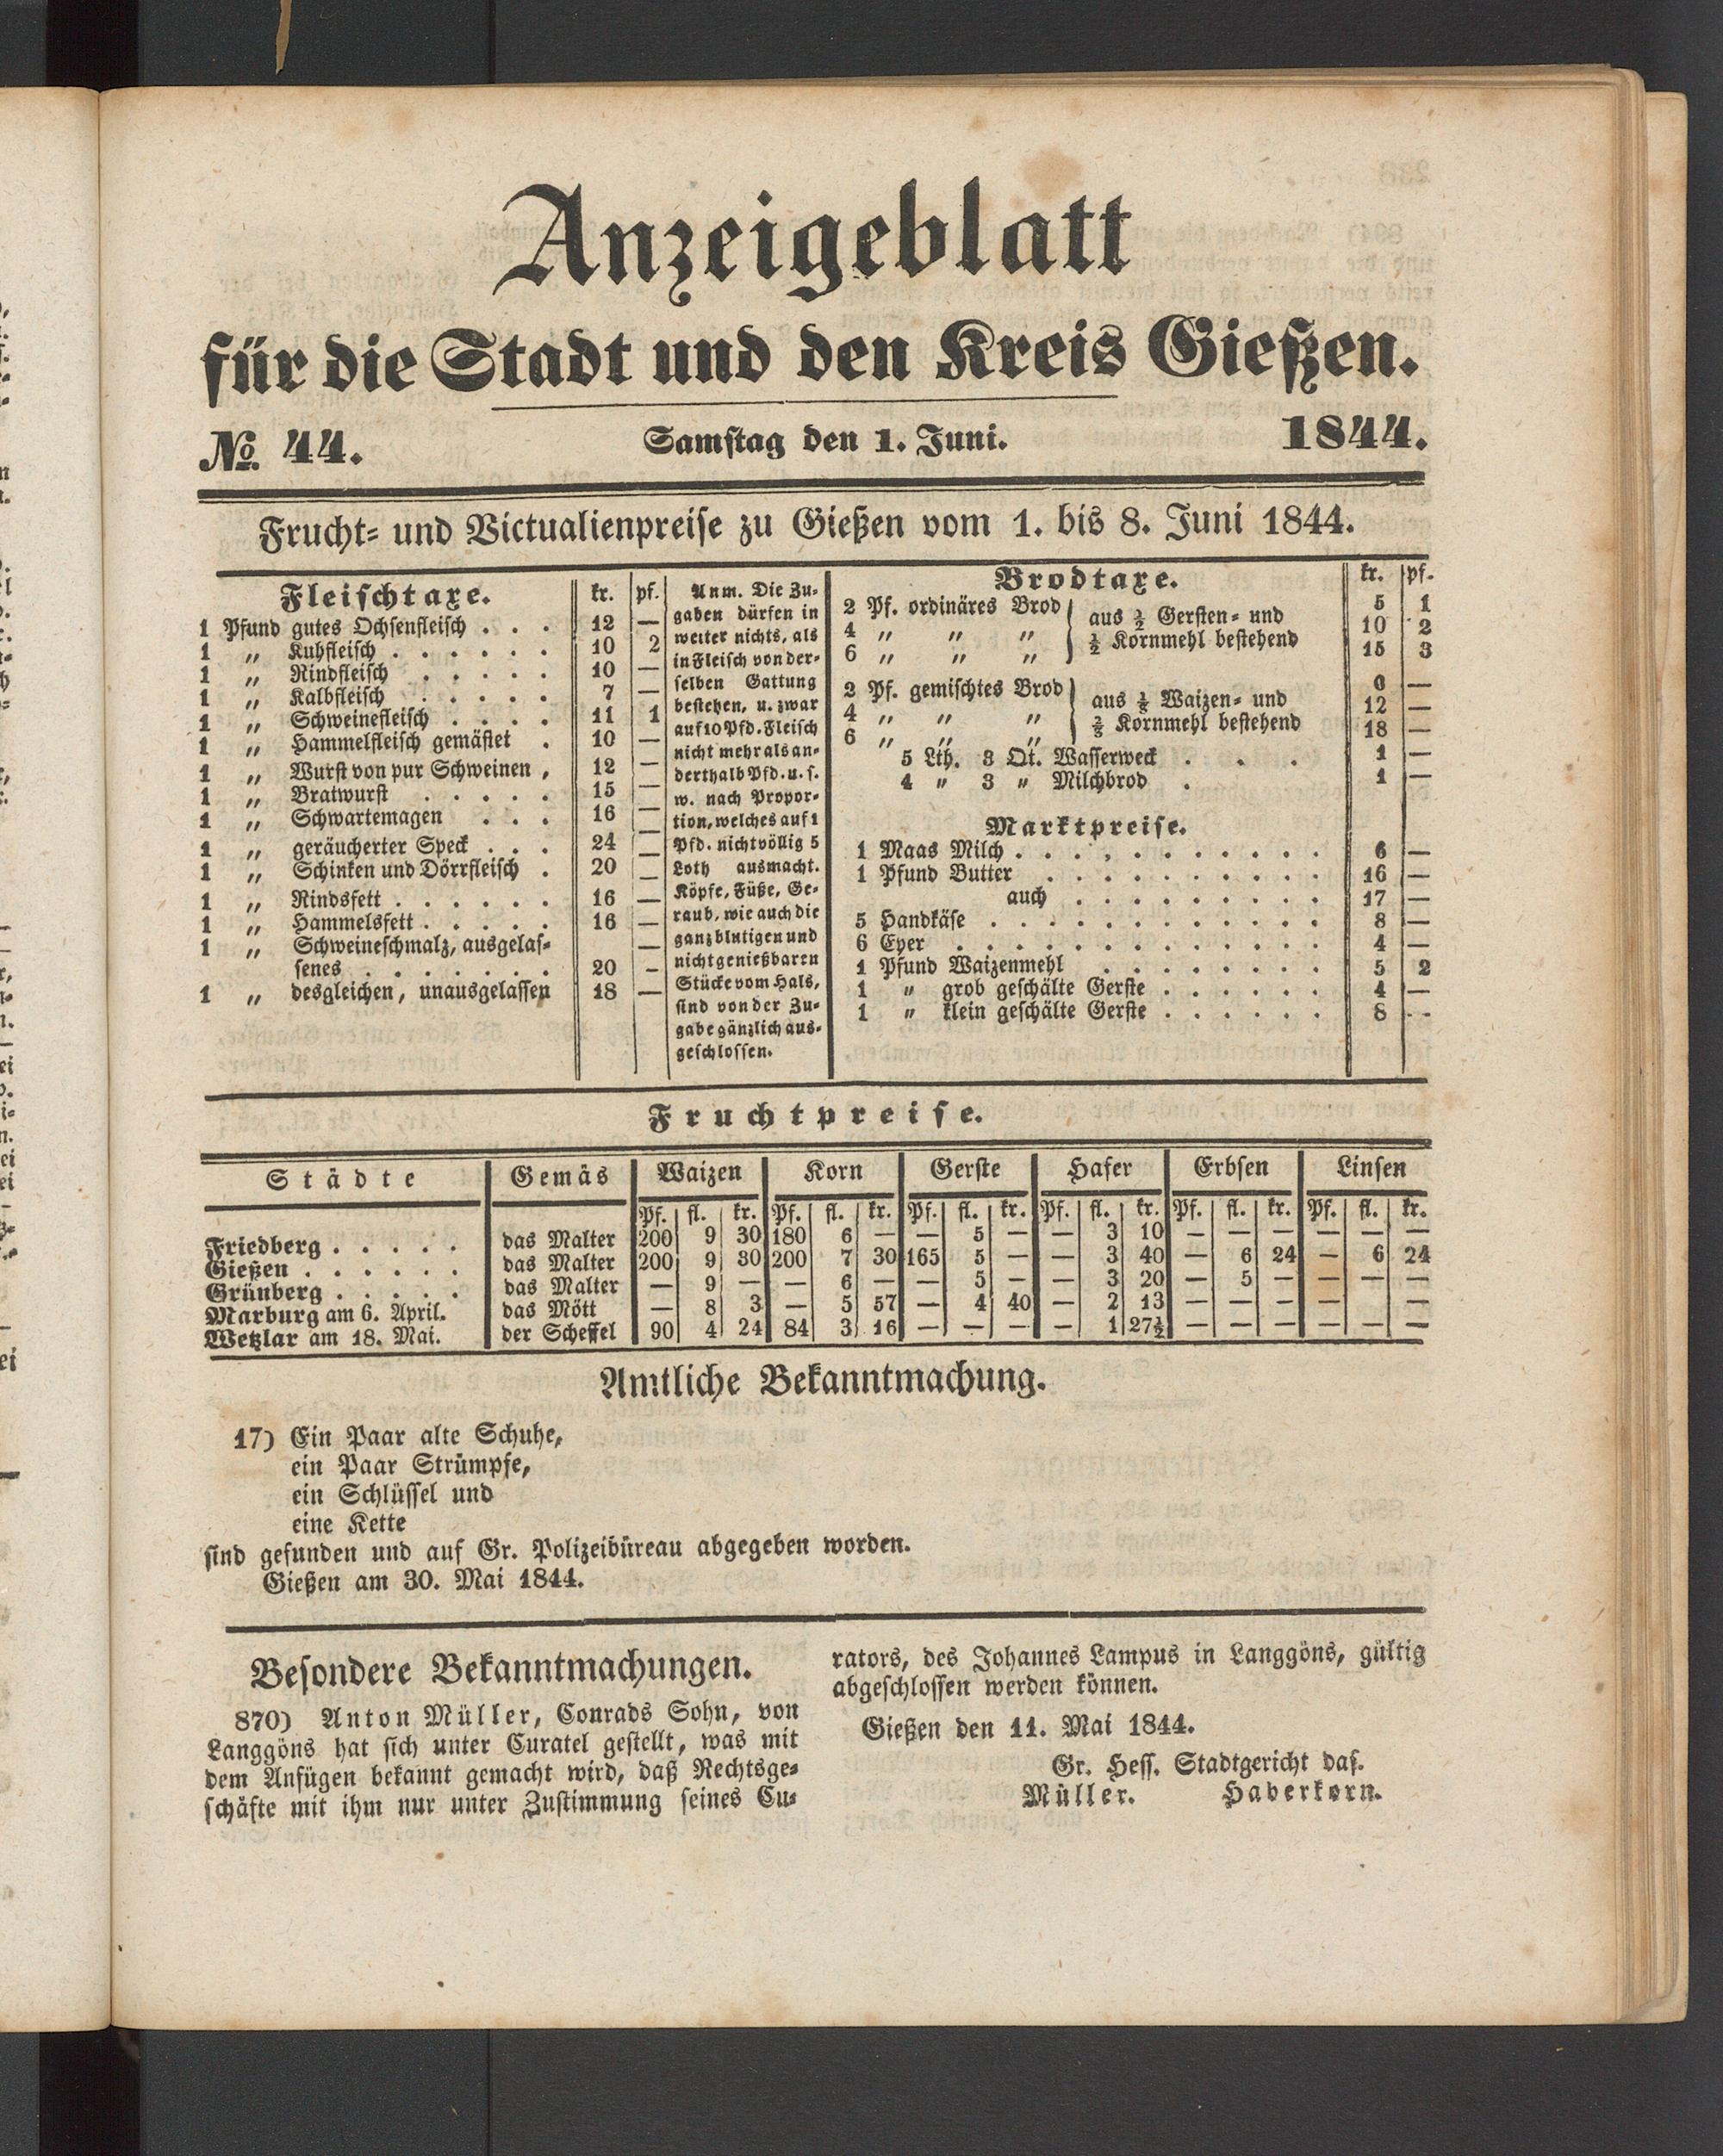 Anzeigeblatt
für die Stadt und den Kreis Gießen.
No. 44. Samstag den 1. Juni. 1844.
Frucht- und Victualienpreise zu Gießen vom 1. bis 8. Juni 1844.
Fleischtaxe. kr. pf.
1 Pfund gutes Ochsenfleisch . . . 12 —
1 „ Kuhfleisch . . . . . . 10 2
1 „ Rindfleisch . . . . . 10 —
1 „ Kalbfleisch . . . . . 7 —
1 „ Schweinefleisch . . . . 11 1
1 „ Hammelfleisch gemästet . 10 —
1 „ Wurst von pur Schweinen , 12 —
1 „ Bratwurst . . . . . 15 —
1 „ Schwartemagen . . . 16 —
1 „ geräucherter Speck . . . 24 —
1 „ Schinken und Dörrfleisch . 20 —
1 „ Rindsfett . . . . . . 16 —
1 „ Hammelsfett . . . . . 16 —
1 „ Schweineschmalz, ausgelas-
senes . . . . . . . 20 —
1 „ desgleichen, unausgelassen 18 —
Anm. Die Zu-
gaben dürfen in
weiter nichts, als
in Fleisch von der-
selben Gattung
bestehen, u. zwar
auf 10 Pfd. Fleisch
nicht mehr als an-
derthalb Pfd. u. s.
w. nach Propor-
tion, welches auf 1
Pfd. nicht völlig 5
Loth ausmacht.
Köpfe, Füße, Ge-
raub, wie auch die
ganz blutigen und
nicht genießbaren
Stücke vom Hals,
sind von der Zu-
gabe gänzlich aus-
geschlossen.
Brodtaxe. kr. pf.
2 Pf. ordinäres Brod } aus ½ Gersten- und 5 1
4 „ „ „ ½ Kornmehl bestehend 10 2
6 „ „ „ 15 3
2 Pf. gemischtes Brod } aus ⅓ Waizen- und —
4 „ „ „ ⅔ Kornmehl bestehend 12 —
6 „ „ „ 18 —
5 Lth. 3 Qt. Wasserweck . . . 1 —
4 „ 3 „ Milchbrod . 1 —
Marktpreise.
1 Maas Milch . . . . . . . . . . . 6 —
1 Pfund Butter . . . . . . . . . . 16 —
auch . . . . . . . . . 17 —
5 Handkäse . . . . . . . . . . . . 8 —
6 Eyer . . . . . . . . . . . . . 4 —
1 Pfund Waizenmehl . . . . . . . . 5 2
1 „ grob geschälte Gerste . . . . . . 4 —
1 „ klein geschälte Gerste . . . . . . 8 —
Fruchtpreise.
Städte Gemäs Waizen Korn Gerste Hafer Erbsen Linsen
Pf. fl. kr. Pf. fl. kr. Pf. fl. kr. Pf. fl. kr. Pf. fl. kr. Pf. fl. kr.
Friedberg . . . . . das Malter 200 9 30 180 6 — — 5 — — 3 10 — — — — — —
Gießen . . . . . . das Malter 200 9 30 200 7 30 165 5 — — 3 40 — 6 24 — 6 24
Grünberg . . . . . das Malter — 9 — — 6 — — 5 — — 3 20 — 5 — — — —
Marburg am 6. April. das Mött — 8 3 — 5 57 — 4 40 — 2 13 — — — —
Wetzlar am 18. Mai. der Scheffel 90 4 24 84 3 16 — — — — 1 27½ — — — — — —
Amtliche Bekanntmachung.
17) Ein Paar alte Schuhe,
ein Paar Strümpfe,
ein Schlüssel und
eine Kette
sind gefunden und auf Gr. Polizeibüreau abgegeben worden.
Gießen am 30. Mai 1844.
Besondere Bekanntmachungen.
870) Anton Müller, Conrads Sohn, von
Langgöns hat sich unter Curatel gestellt, was mit
dem Anfügen bekannt gemacht wird, daß Rechtsge-
schäfte mit ihm nur unter Zustimmung seines Cu-
rators, des Johannes Lampus in Langgöns, gültig
abgeschlossen werden können.
Gießen den 11. Mai 1844.
Gr. Hess. Stadtgericht das.
Müller. Haberkorn.